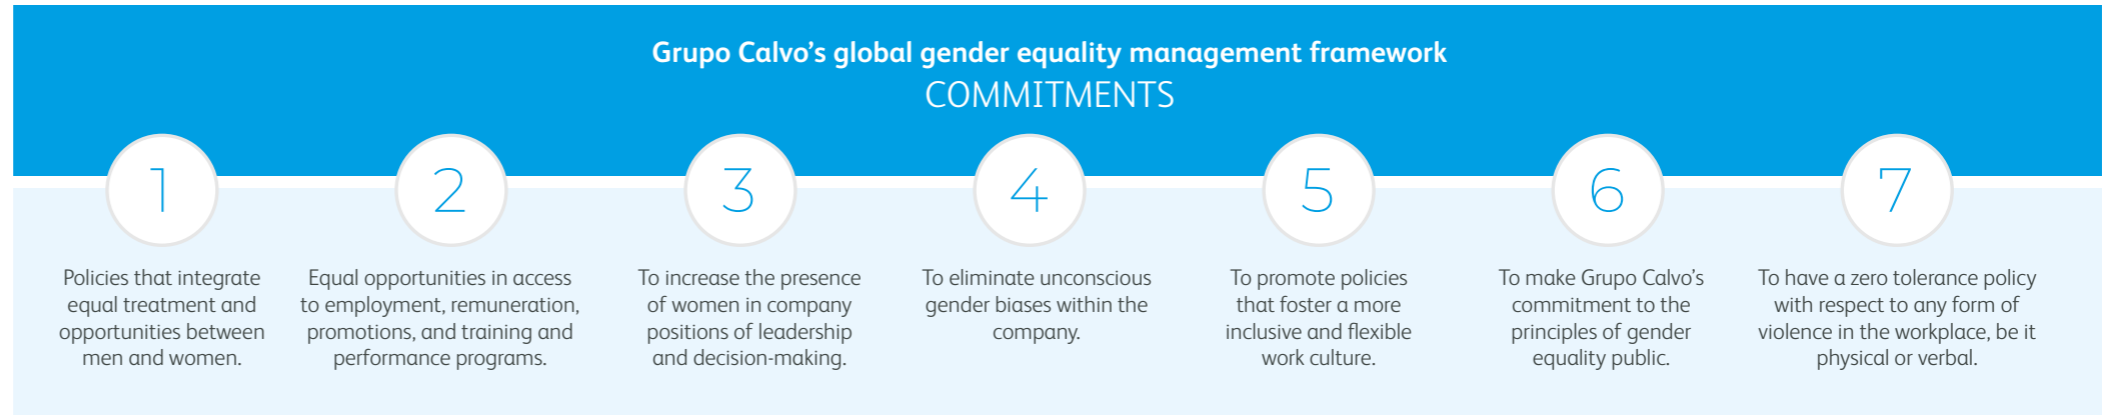 Grupo Calvo’s global gender equality management framework
COMMITMENTS
1
Policies that integrate
equal treatment and
opportunities between
men and women.
2
Equal opportunities in access
to employment, remuneration,
promotions, and training and
performance programs.
3
To increase the presence
of women in company
positions of leadership
and decision-making.
4
To eliminate unconscious
gender biases within the
company.
5
To promote policies
that foster a more
inclusive and flexible
work culture.
6
To make Grupo Calvo’s
commitment to the
principles of gender
equality public.
7
To have a zero tolerance policy
with respect to any form of
violence in the workplace, be it
physical or verbal.